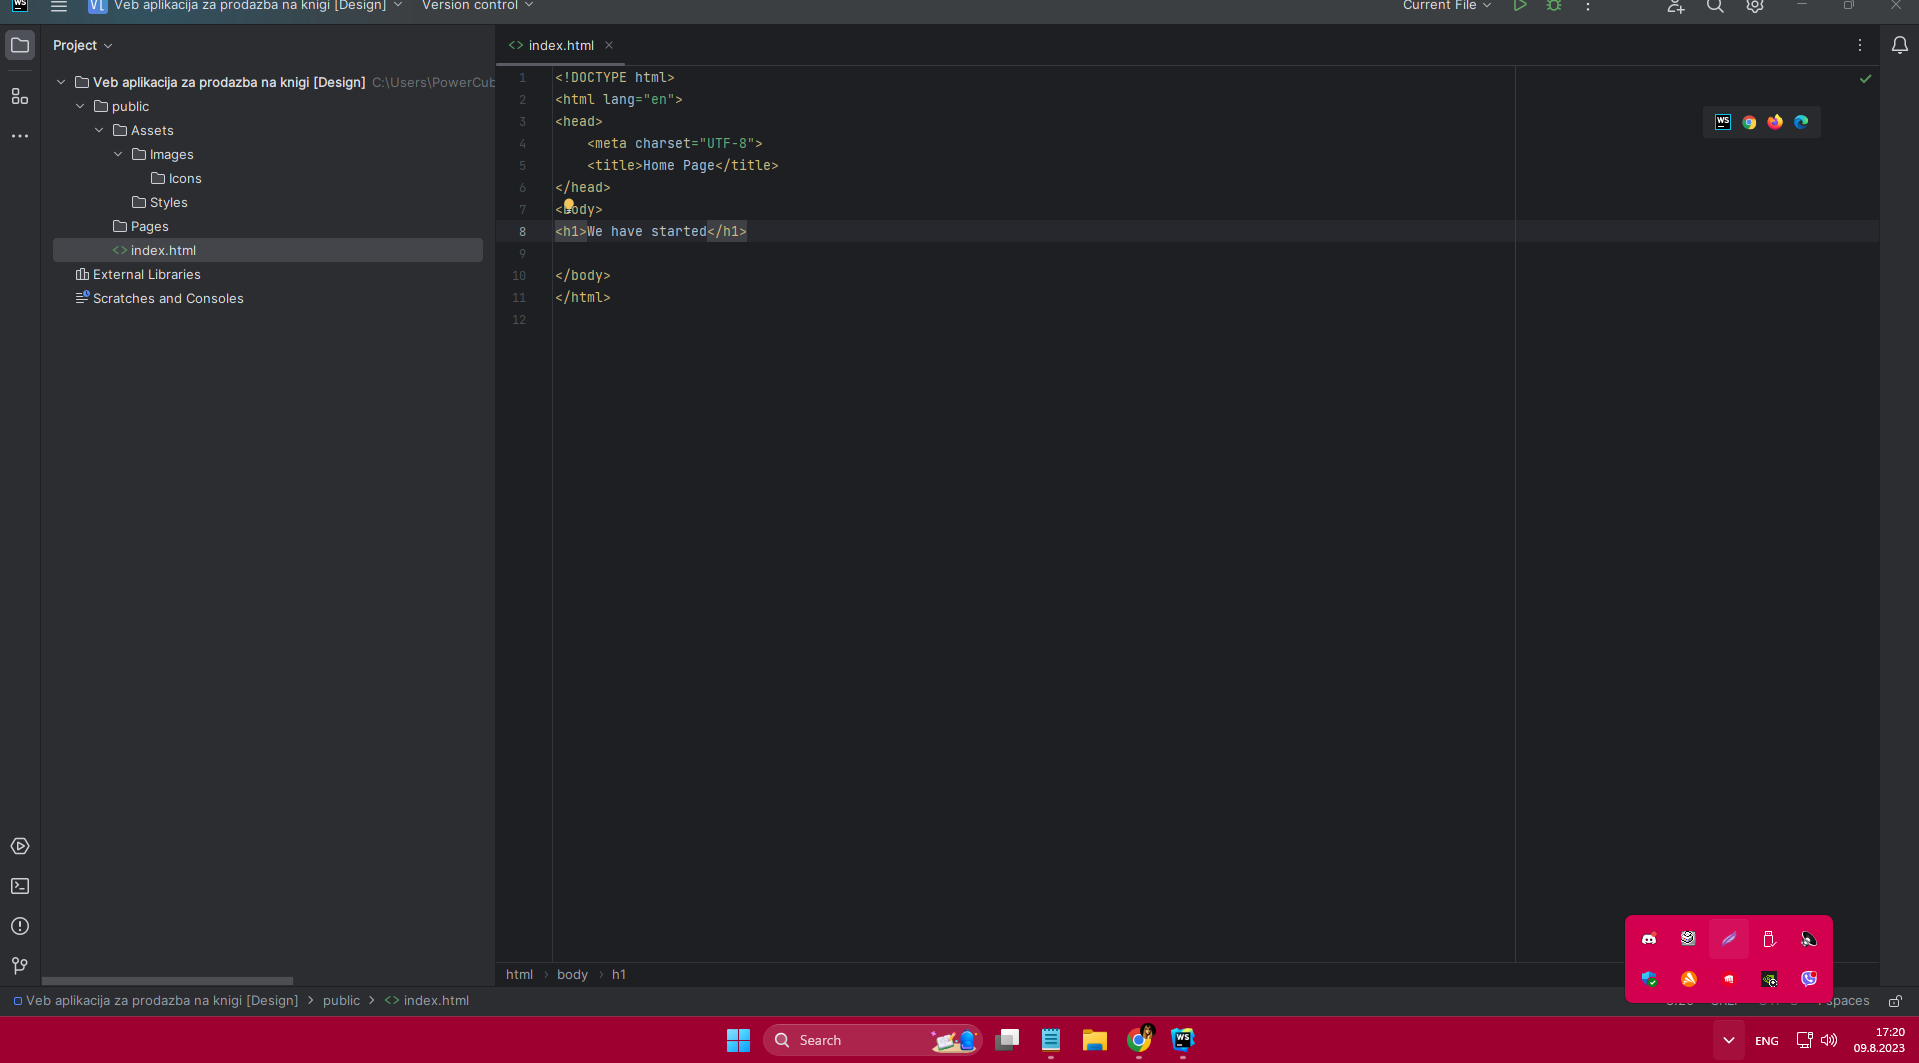 WS
V[
Veb aplikacija za prodazba na knigi [Design]
Version control
Current File
Project
Veb aplikacija za prodazba na knigi [Design] C:\Users\PowerCub
public
Assets
Images
Icons
Styles
Pages
index.html
External Libraries
Scratches and Consoles
index.html
1 <!DOCTYPE html>
2 <html lang="en">
3 <head>
4 <meta charset="UTF-8">
5 <title>Home Page</title>
6 </head>
7 <body>
8 <h1>We have started</h1>
9
10 </body>
11 </html>
12
WS
html > body > h1
Veb aplikacija za prodazba na knigi [Design] > public > <> index.html
spaces
Search
WS
ENG
17:20
09.8.2023